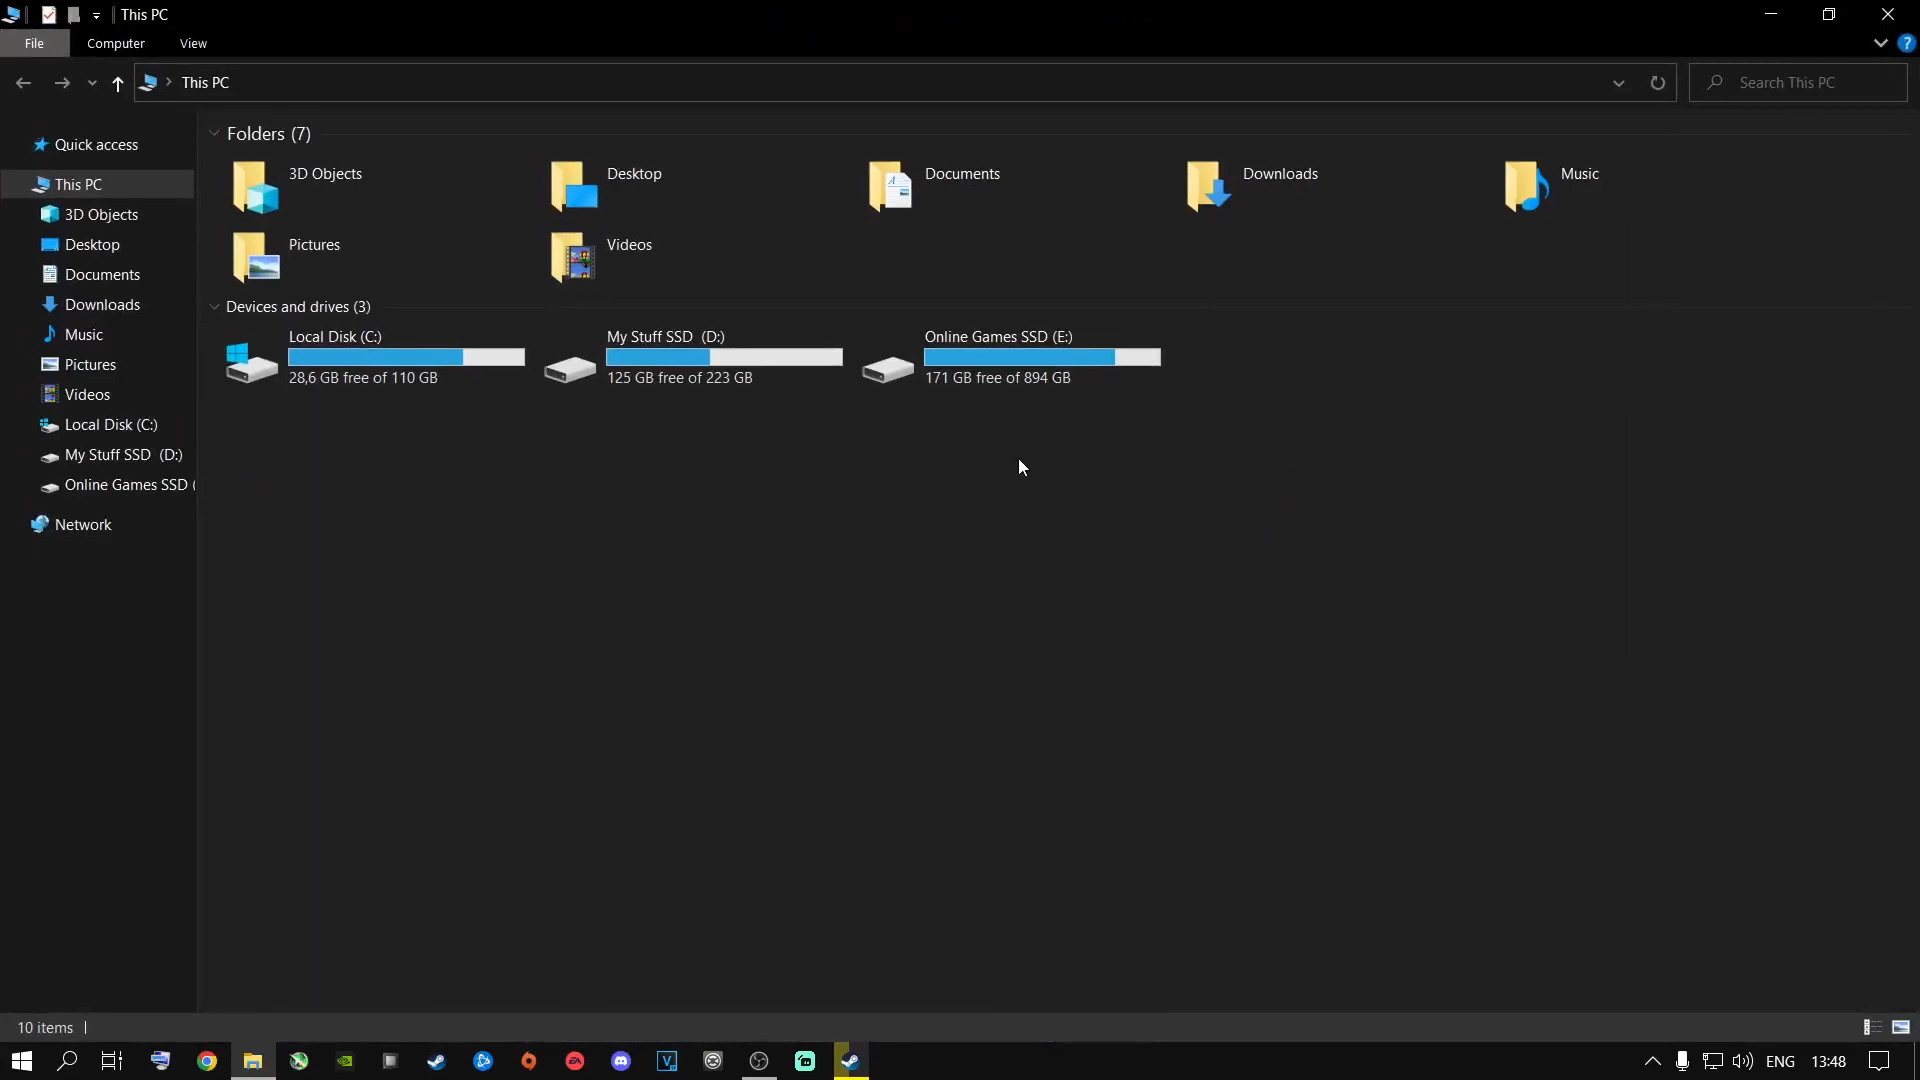 This PC
File Computer View
This PC
Search This PC
Quick access
This PC
3D Objects
Desktop
Documents
Downloads
Music
Pictures
Videos
Local Disk (C:)
My Stuff SSD (D:)
Online Games SSD (
Network
Folders (7)
3D Objects
Desktop
Documents
Downloads
Music
Pictures
Videos
Devices and drives (3)
Local Disk (C:)
28,6 GB free of 110 GB
My Stuff SSD (D:)
125 GB free of 223 GB
Online Games SSD (E:)
171 GB free of 894 GB
10 items
ENG 13:48